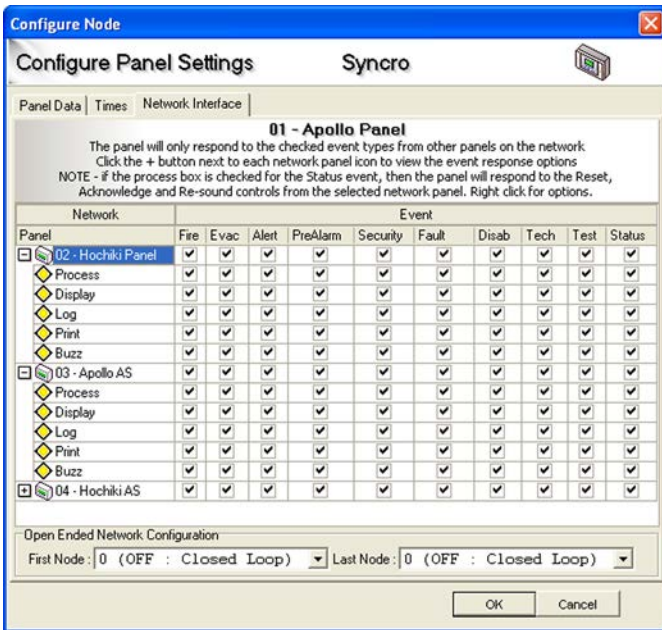 Configure Node
Configure Panel Settings Syncro
Panel Data Times Network Interface
01 - Apollo Panel
The panel will only respond to the checked event types from other panels on the network
Click the + button next to each network panel icon to view the event response options
NOTE - if the process box is checked for the Status event, then the panel will respond to the Reset,
Acknowledge and Re-sound controls from the selected network panel. Right click for options.
Network Event
Panel Fire Evac Alert PreAlarm Security Fault Disab Tech Test Status
02 - Hochiki Panel
Process
Display
Log
Print
Buzz
03 - Apollo AS
Process
Display
Log
Print
Buzz
04 - Hochiki AS
Open Ended Network Configuration
First Node : 0 (OFF : Closed Loop) Last Node : 0 (OFF : Closed Loop)
OK Cancel